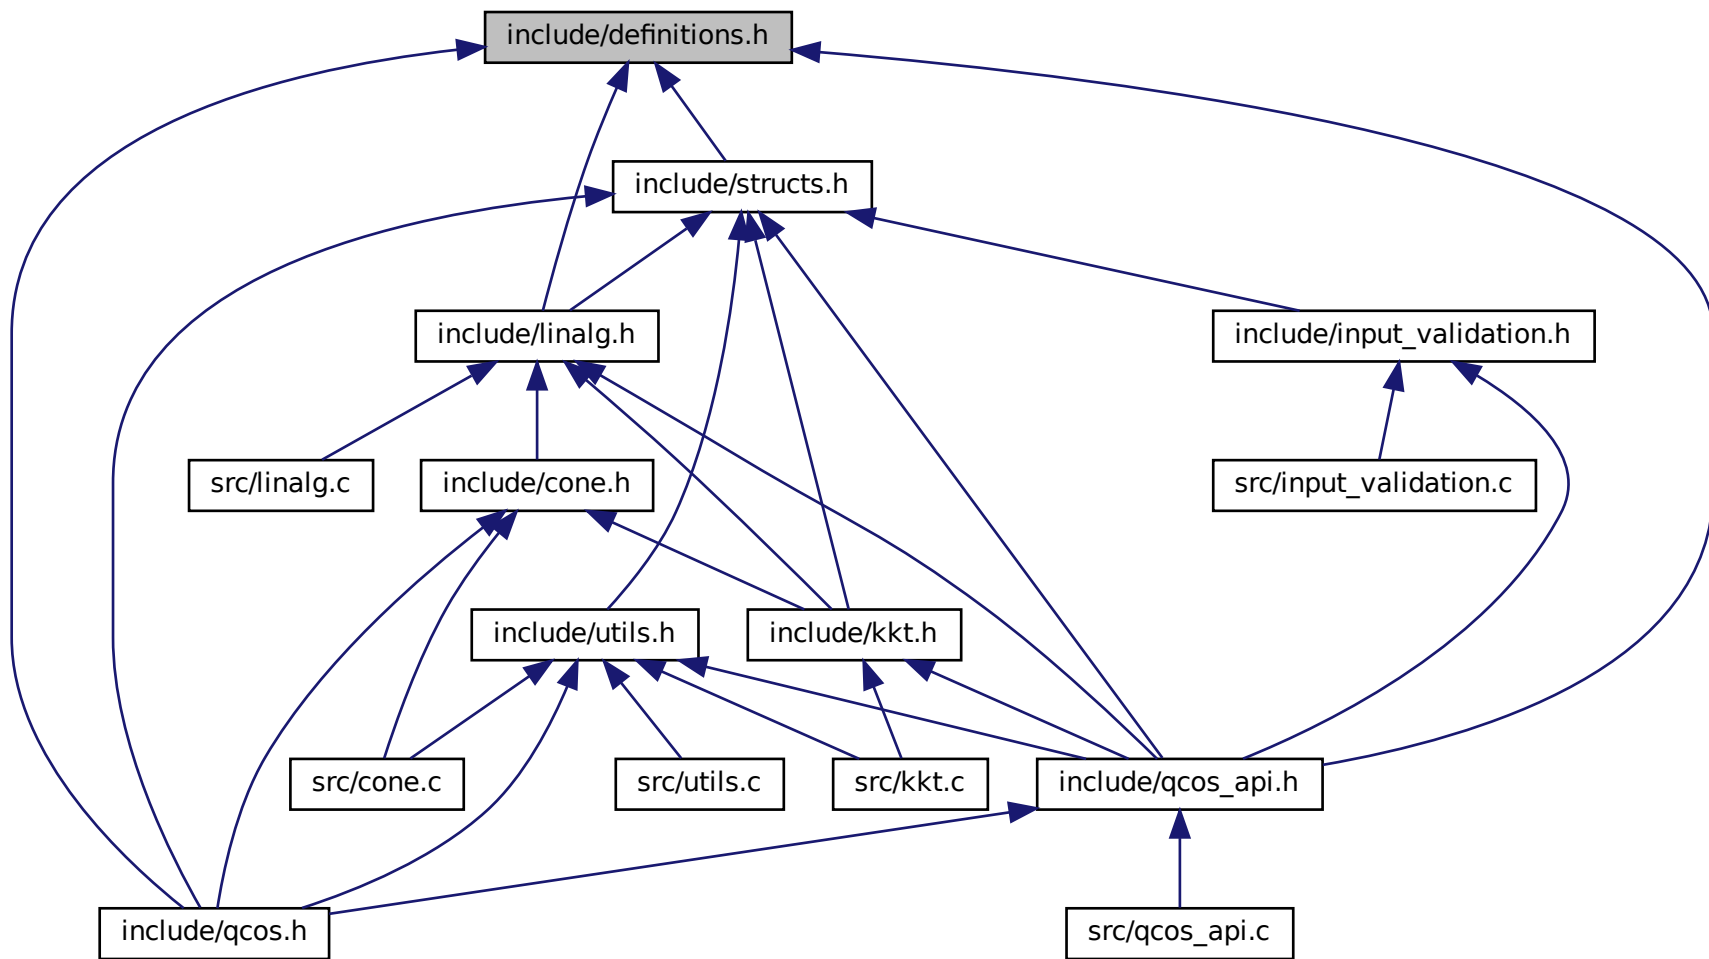 include/definitions.h
include/structs.h
include/linalg.h
include/input_validation.h
src/linalg.c
include/cone.h
src/input_validation.c
include/utils.h
include/kkt.h
src/cone.c
src/utils.c
src/kkt.c
include/qcos_api.h
include/qcos.h
src/qcos_api.c